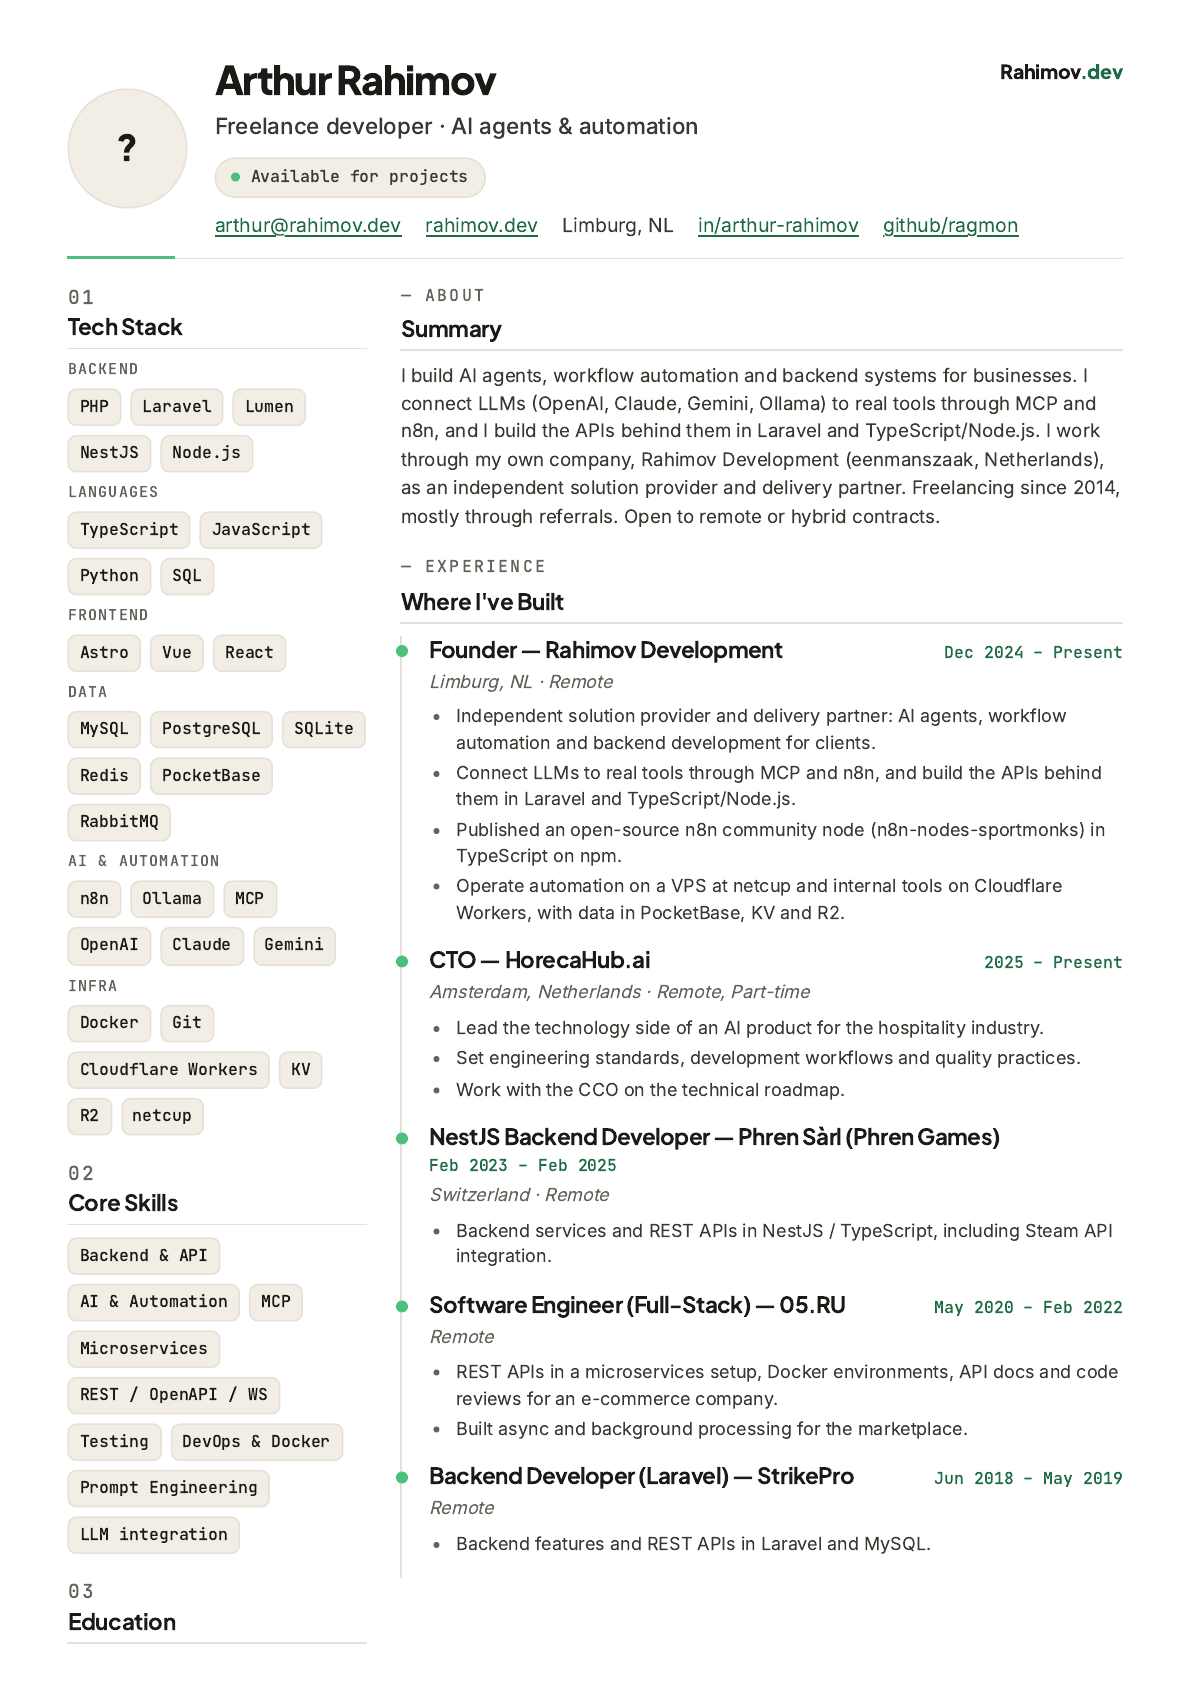 ?
Arthur Rahimov
Rahimov.dev
Freelance developer · AI agents & automation
Available for projects
arthur@rahimov.dev rahimov.dev Limburg, NL in/arthur-rahimov github/ragmon
01
Tech Stack
BACKEND
PHP Laravel Lumen
NestJS Node.js
LANGUAGES
TypeScript JavaScript
Python SQL
FRONTEND
Astro Vue React
DATA
MySQL PostgreSQL SQLite
Redis PocketBase
RabbitMQ
AI & AUTOMATION
n8n Ollama MCP
OpenAI Claude Gemini
INFRA
Docker Git
Cloudflare Workers KV
R2 netcup
02
Core Skills
Backend & API
AI & Automation MCP
Microservices
REST / OpenAPI / WS
Testing DevOps & Docker
Prompt Engineering
LLM integration
03
Education
— ABOUT
Summary
I build AI agents, workflow automation and backend systems for businesses. I
connect LLMs (OpenAI, Claude, Gemini, Ollama) to real tools through MCP and
n8n, and I build the APIs behind them in Laravel and TypeScript/Node.js. I work
through my own company, Rahimov Development (eenmanszaak, Netherlands),
as an independent solution provider and delivery partner. Freelancing since 2014,
mostly through referrals. Open to remote or hybrid contracts.
— EXPERIENCE
Where I've Built
Founder — Rahimov Development Dec 2024 – Present
Limburg, NL · Remote
• Independent solution provider and delivery partner: AI agents, workflow
automation and backend development for clients.
• Connect LLMs to real tools through MCP and n8n, and build the APIs behind
them in Laravel and TypeScript/Node.js.
• Published an open-source n8n community node (n8n-nodes-sportmonks) in
TypeScript on npm.
• Operate automation on a VPS at netcup and internal tools on Cloudflare
Workers, with data in PocketBase, KV and R2.
CTO — HorecaHub.ai 2025 – Present
Amsterdam, Netherlands · Remote, Part-time
• Lead the technology side of an AI product for the hospitality industry.
• Set engineering standards, development workflows and quality practices.
• Work with the CCO on the technical roadmap.
NestJS Backend Developer — Phren Sàrl (Phren Games)
Feb 2023 – Feb 2025
Switzerland · Remote
• Backend services and REST APIs in NestJS / TypeScript, including Steam API
integration.
Software Engineer (Full-Stack) — 05.RU May 2020 – Feb 2022
Remote
• REST APIs in a microservices setup, Docker environments, API docs and code
reviews for an e-commerce company.
• Built async and background processing for the marketplace.
Backend Developer (Laravel) — StrikePro Jun 2018 – May 2019
Remote
• Backend features and REST APIs in Laravel and MySQL.